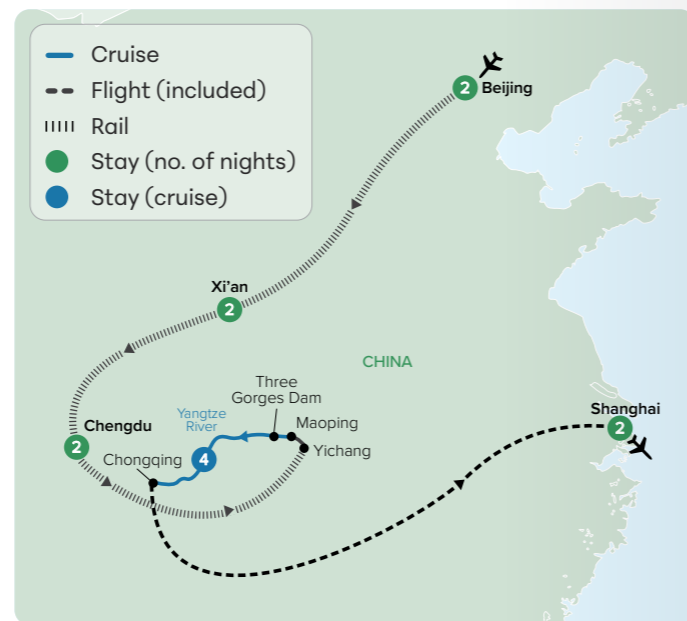 Cruise
Flight (included)
Rail
Stay (no. of nights)
Stay (cruise)
2
Beijing
Xi'an
2
CHINA
Three
Gorges Dam
Yangtze
River
Maoping
Shanghai
2
Chengdu
2
Yichang
Chongqing
4